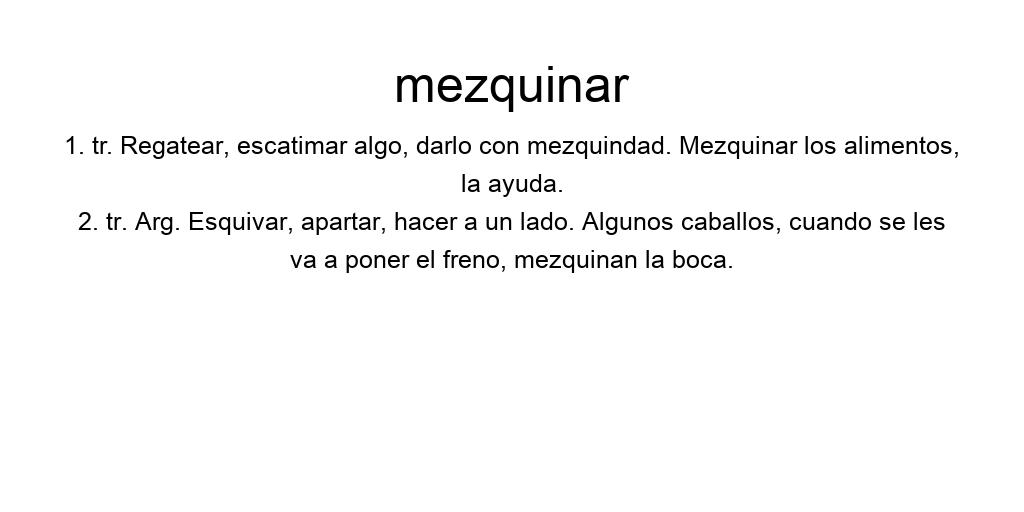 mezquinar
1. tr. Regatear, escatimar algo, darlo con mezquindad. Mezquinar los alimentos,
la ayuda.
2. tr. Arg. Esquivar, apartar, hacer a un lado. Algunos caballos, cuando se les
va a poner el freno, mezquinan la boca.